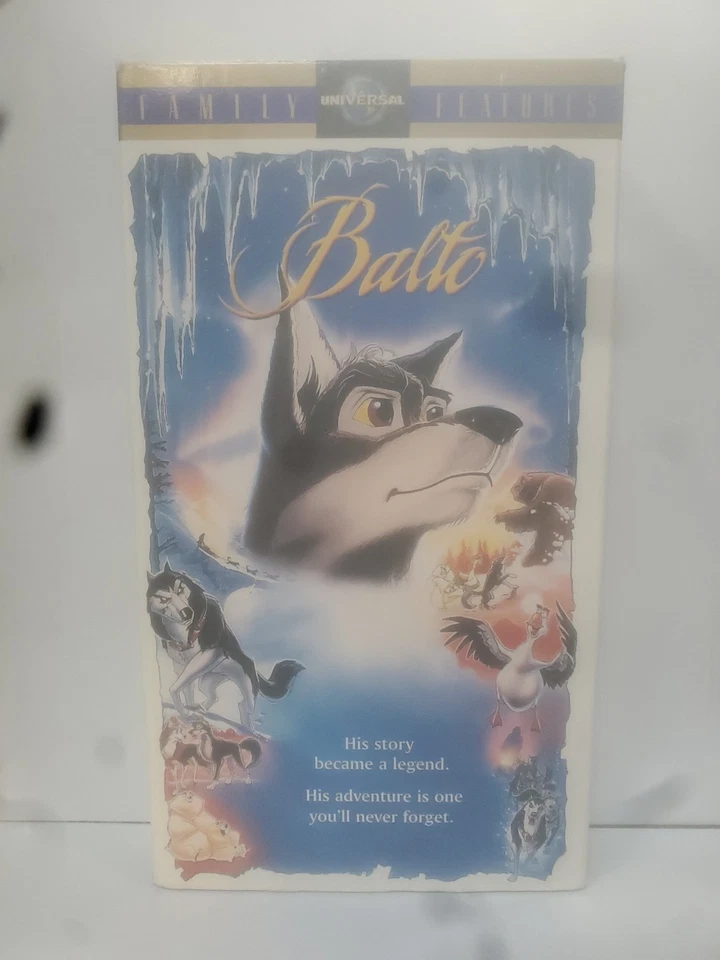 FAMILY UNIVERSAL FEATURES
Balto
His story
became a legend.
His adventure is one
you'll never forget.